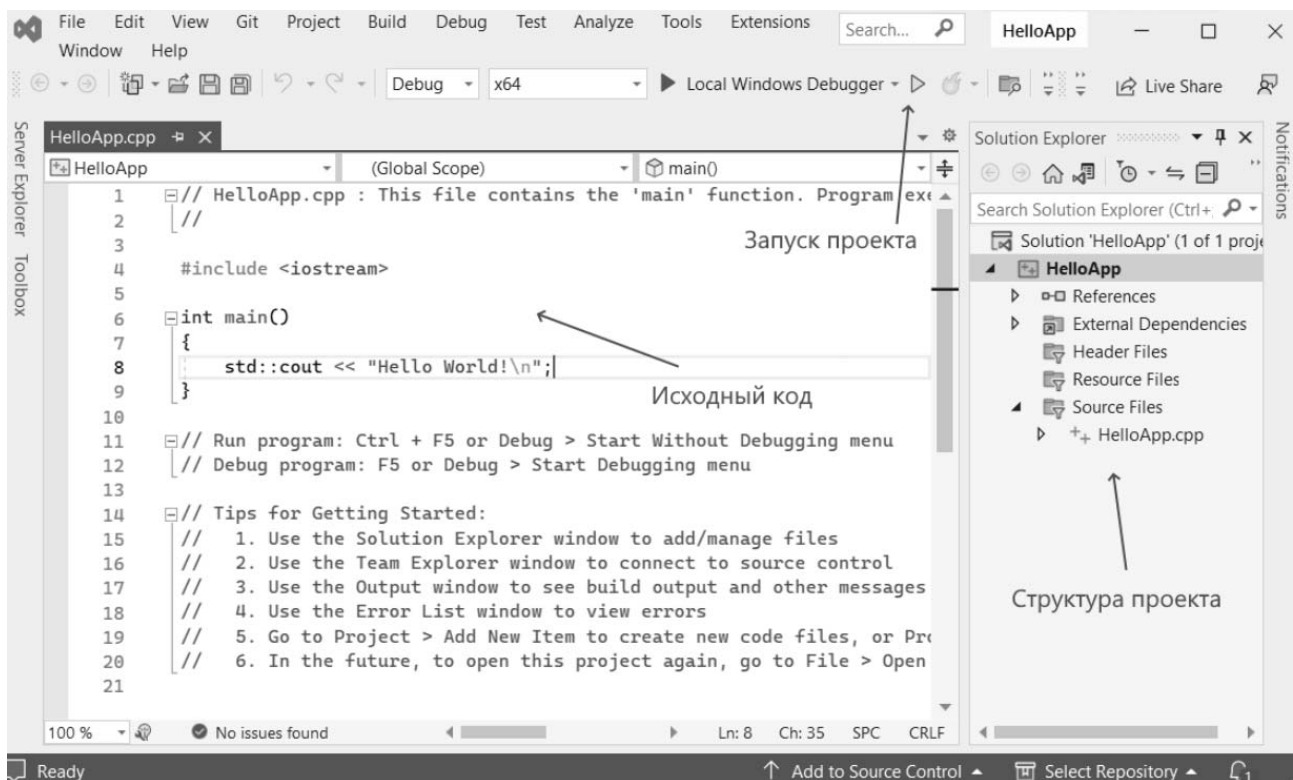 File Edit View Git Project Build Debug Test Analyze Tools Extensions Search... HelloApp
Window Help
Debug x64 Local Windows Debugger Live Share
Server Explorer
Toolbox
HelloApp.cpp
HelloApp (Global Scope) main()
1 // HelloApp.cpp : This file contains the 'main' function. Program exe
2 //
3
4 #include <iostream>
5
6 int main()
7 {
8 std::cout << "Hello World!\n";
9 }
10
11 // Run program: Ctrl + F5 or Debug > Start Without Debugging menu
12 // Debug program: F5 or Debug > Start Debugging menu
13
14 // Tips for Getting Started:
15 // 1. Use the Solution Explorer window to add/manage files
16 // 2. Use the Team Explorer window to connect to source control
17 // 3. Use the Output window to see build output and other messages
18 // 4. Use the Error List window to view errors
19 // 5. Go to Project > Add New Item to create new code files, or Pro
20 // 6. In the future, to open this project again, go to File > Open
21
Запуск проекта
Исходный код
100 % No issues found Ln: 8 Ch: 35 SPC CRLF
Solution Explorer
Search Solution Explorer (Ctrl+;
Solution 'HelloApp' (1 of 1 proje
HelloApp
References
External Dependencies
Header Files
Resource Files
Source Files
++ HelloApp.cpp
Структура проекта
Notifications
Ready Add to Source Control Select Repository 1